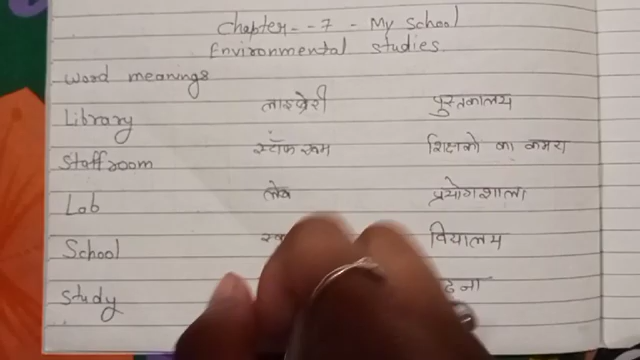 Chapter - - 7 - My School
Environmental studies
Word meanings
Library लाइब्रेरी पुस्तकालय
Staffroom स्टॉफ रूम शिक्षको का कमरा
Lab लेब प्रयोगशाला
School विद्यालय
Study